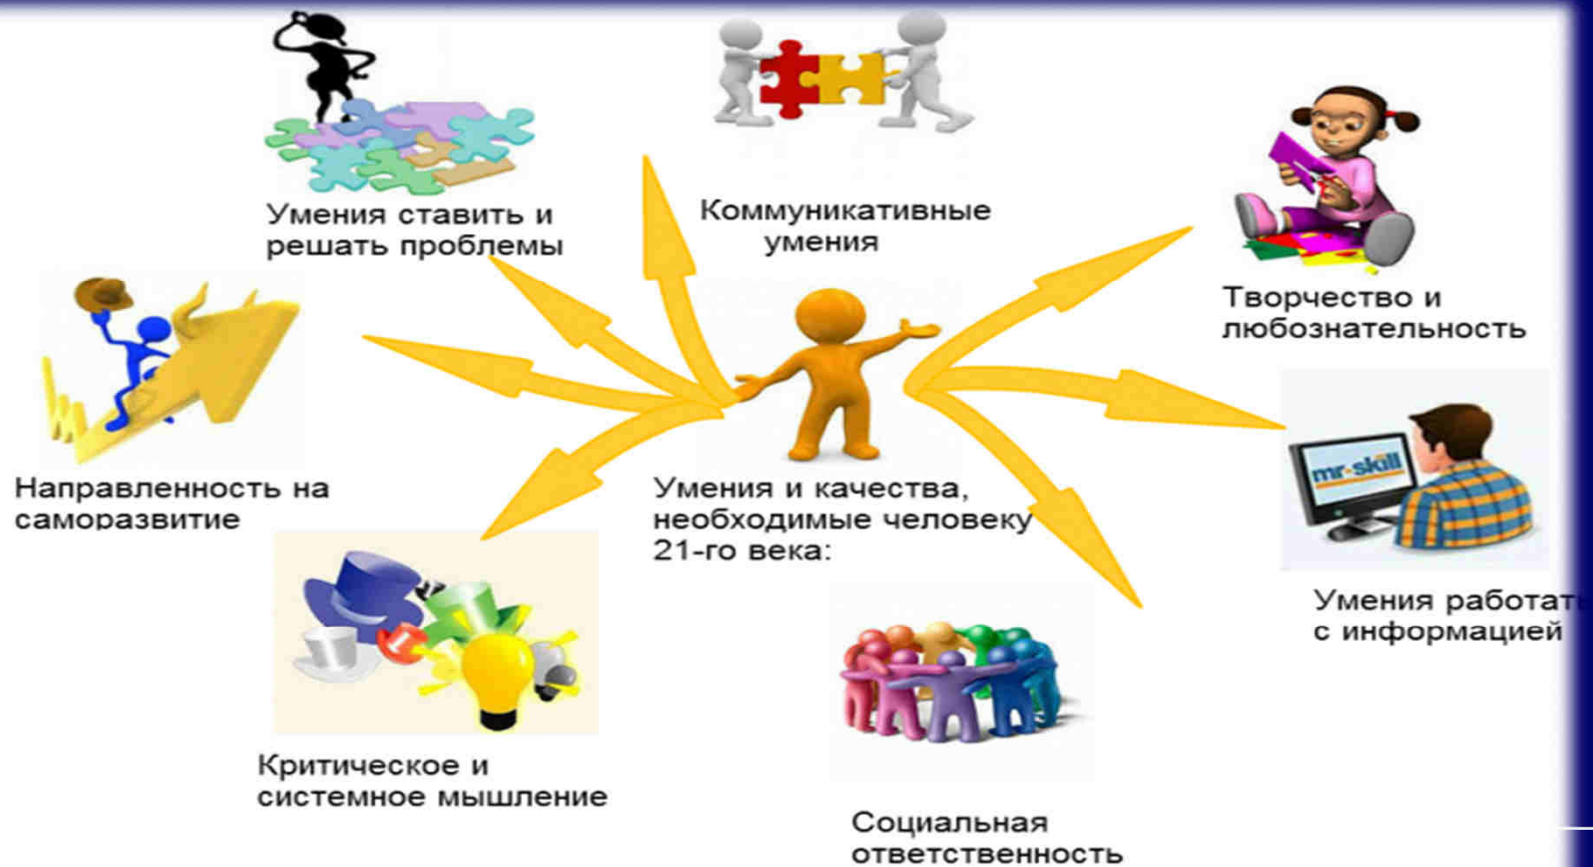 Умения ставить и
решать проблемы
Коммуникативные
умения
Творчество и
любознательность
Направленность на
саморазвитие
Умения и качества,
необходимые человеку
21-го века:
mr-skill
Умения работат
с информацией
Критическое и
системное мышление
Социальная
ответственность